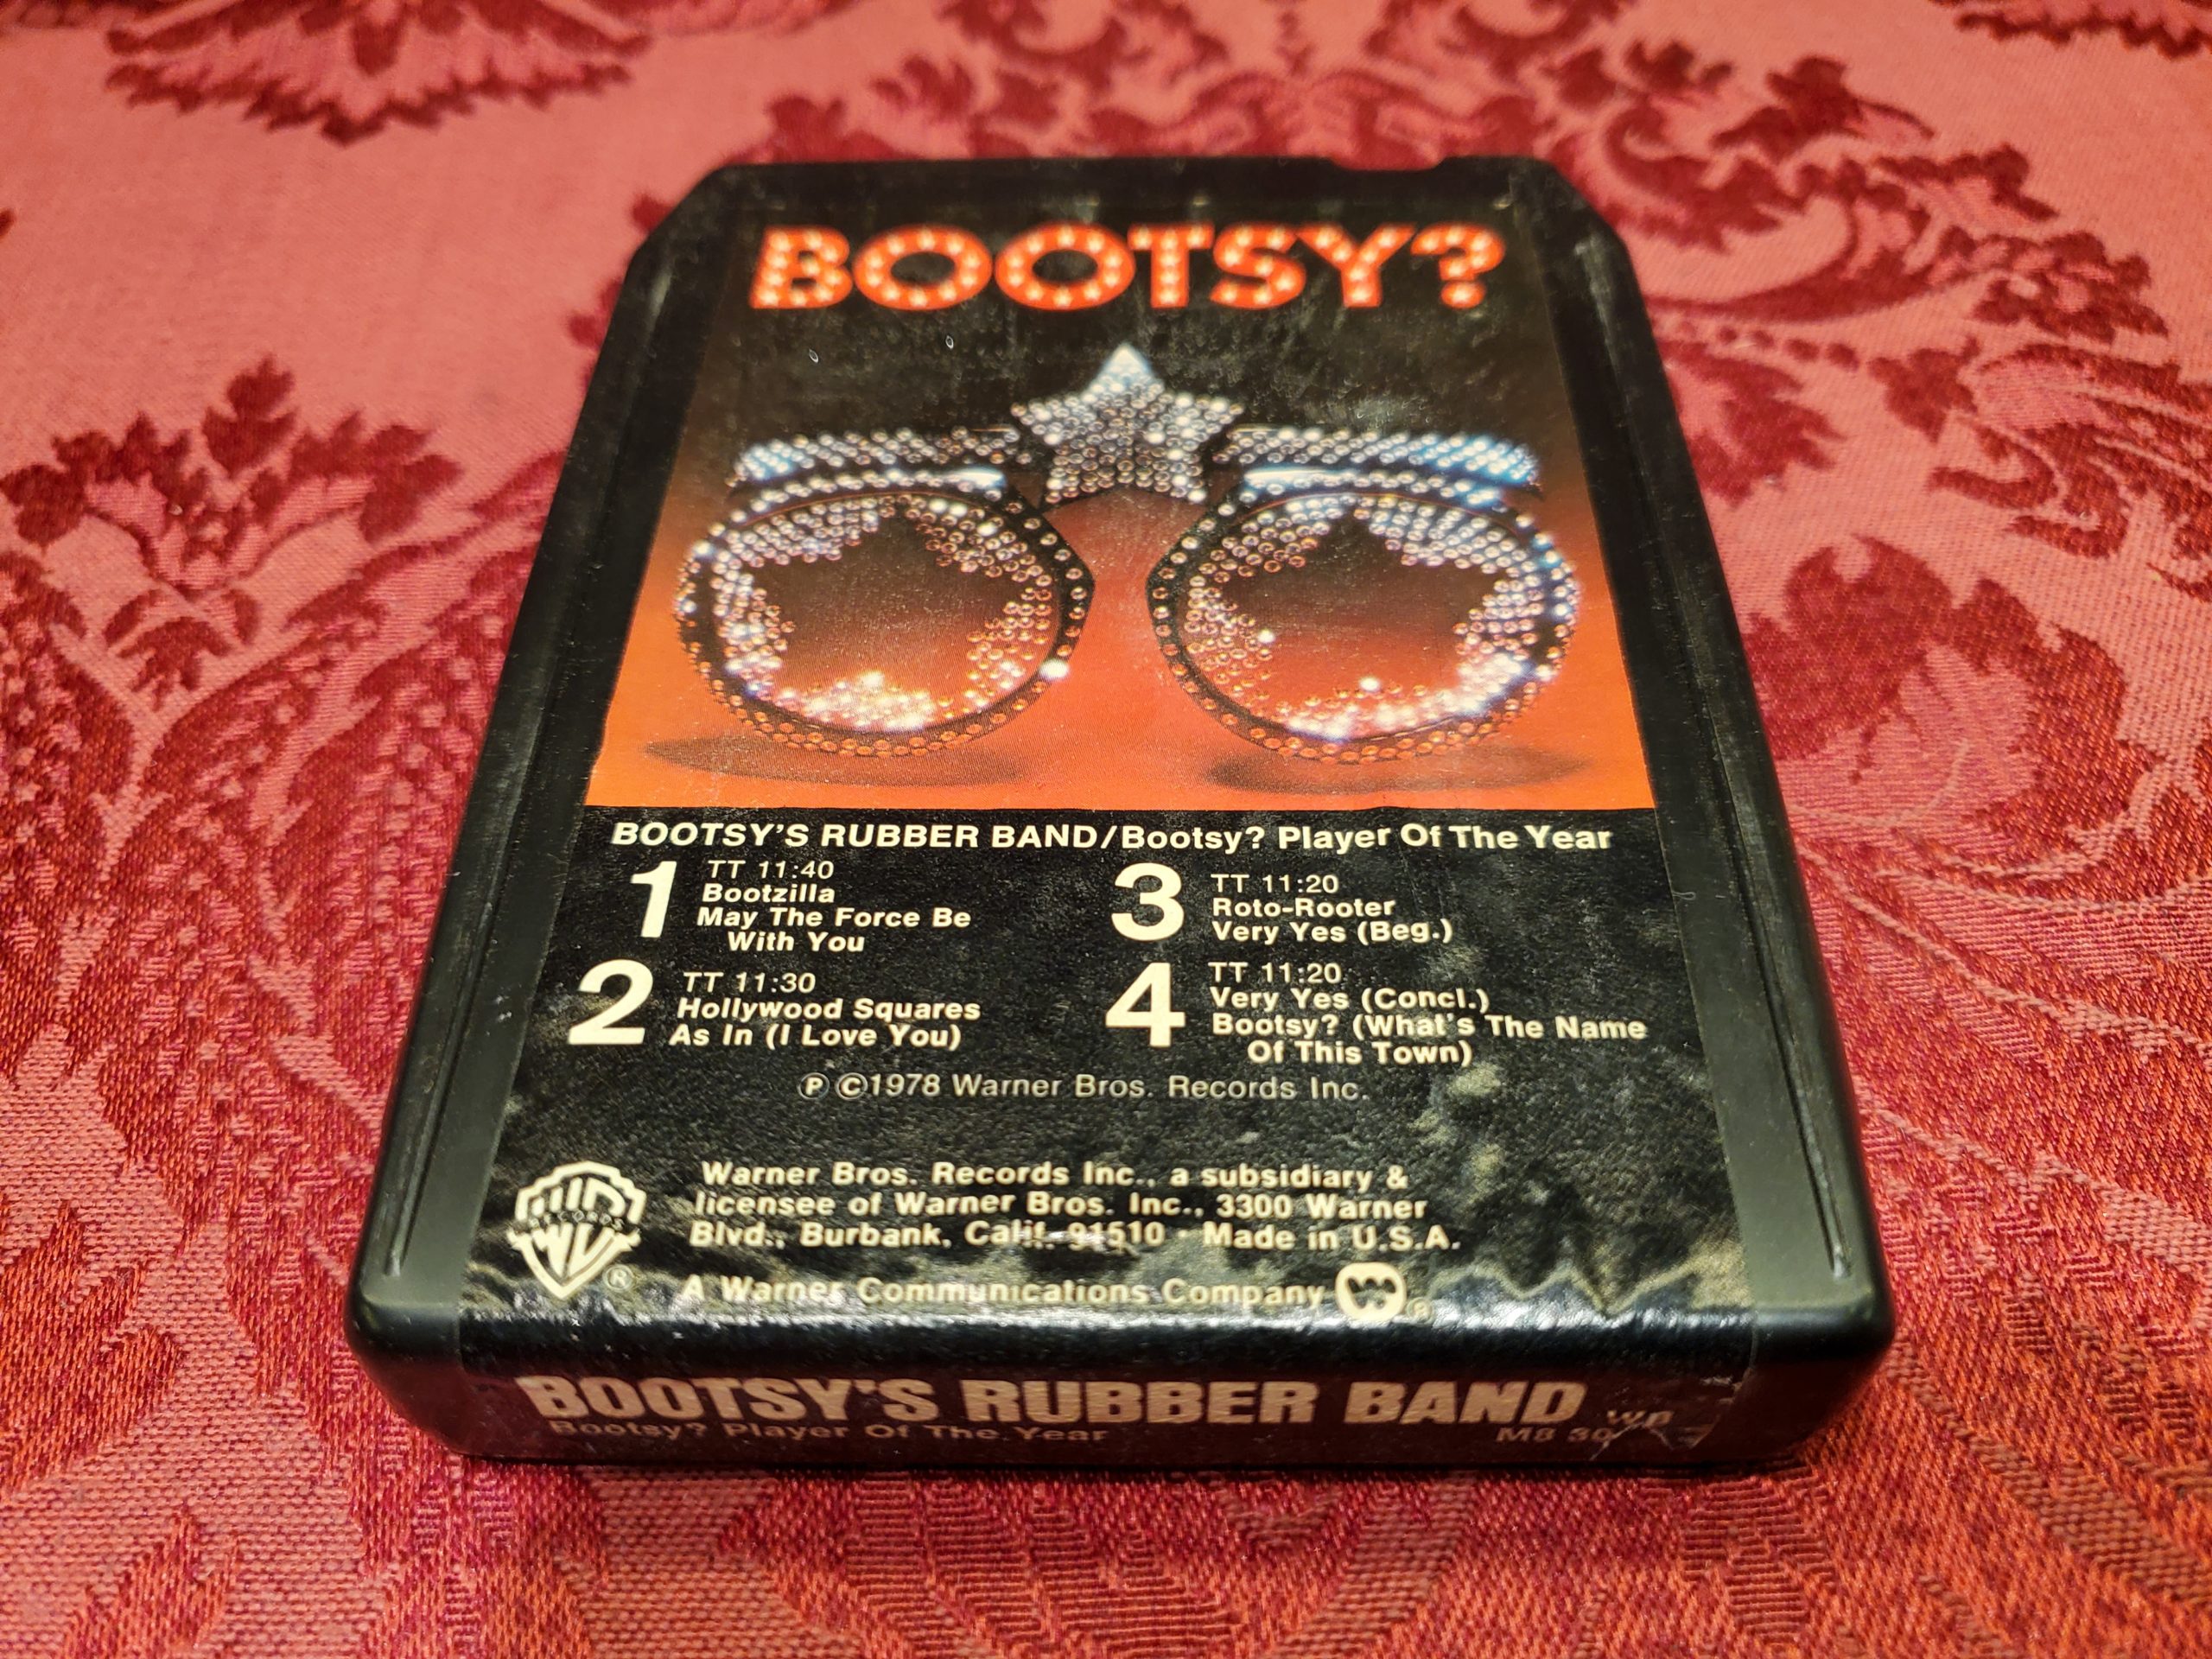 BOOTSY?
BOOTSY'S RUBBER BAND/Bootsy? Player Of The Year
1 TT 11:40
Bootzilla
May The Force Be
With You
2 TT 11:30
Hollywood Squares
As In (I Love You)
3 TT 11:20
Roto-Rooter
Very Yes (Beg.)
4 TT 11:20
Very Yes (Concl.)
Bootsy? (What's The Name
Of This Town)
Ⓟ ©1978 Warner Bros. Records Inc.
WB
RECORDS
®
Warner Bros. Records Inc., a subsidiary &
licensee of Warner Bros. Inc., 3300 Warner
Blvd., Burbank, Calif. 91510 · Made in U.S.A.
A Warner Communications Company ®
BOOTSY'S RUBBER BAND
Bootsy? Player Of The Year
WB
M8